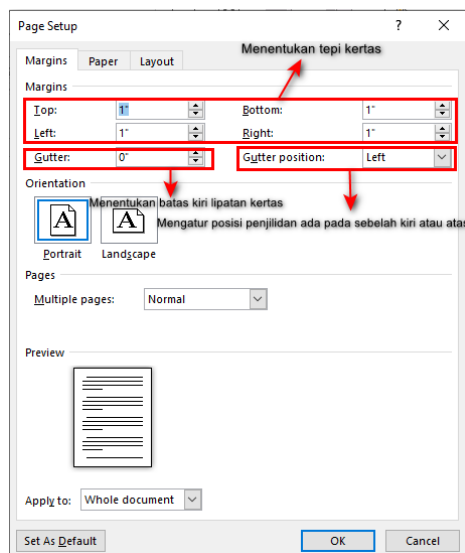 Page Setup ? ×
Margins Paper Layout
Menentukan tepi kertas
Margins
Top: 1" Bottom: 1"
Left: 1" Right: 1"
Gutter: 0" Gutter position: Left
Orientation
Menentukan batas kiri lipatan kertas
A A
Mengatur posisi penjilidan ada pada sebelah kiri atau atas
Portrait Landscape
Pages
Multiple pages: Normal
Preview
Apply to: Whole document
Set As Default OK Cancel